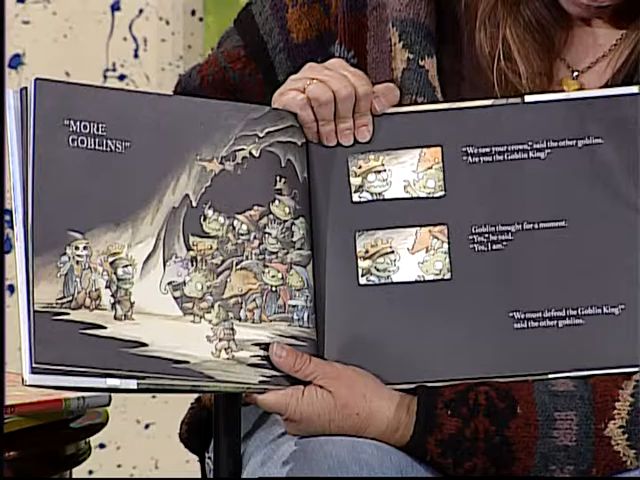 "MORE
GOBLINS!"
"We saw your crown," said the other goblins.
"Are you the Goblin King?"
Goblin thought for a moment.
"Yes," he said.
"Yes, I am."
"We must defend the Goblin King!"
said the other goblins.